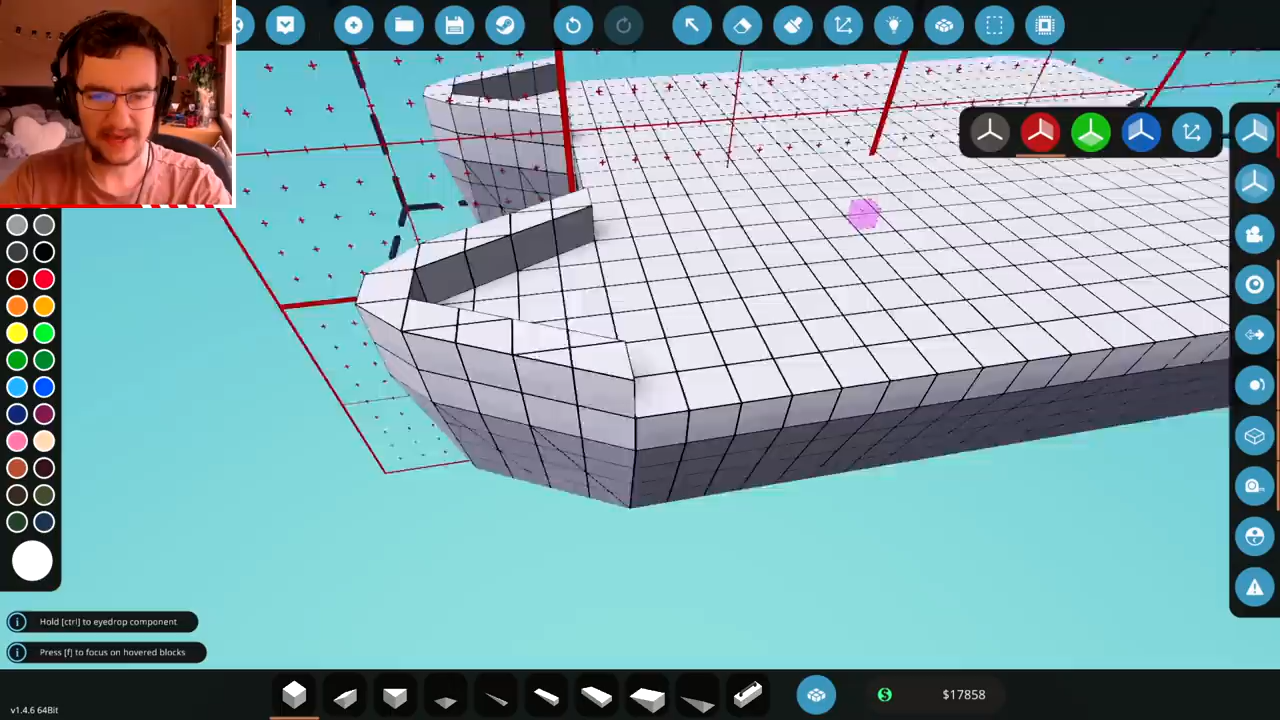 Hold [ctrl] to eyedrop component
Press [f] to focus on hovered blocks
v1.4.6 64Bit
$ $17858